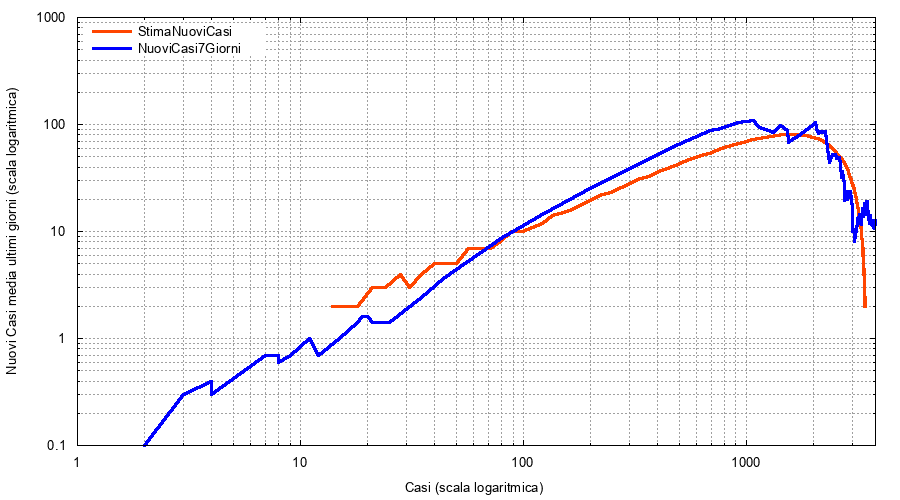 1000
StimaNuoviCasi
NuoviCasi7Giorni
100
10
1
0.1
Nuovi Casi media ultimi giorni (scala logaritmica)
1
10
100
1000
Casi (scala logaritmica)